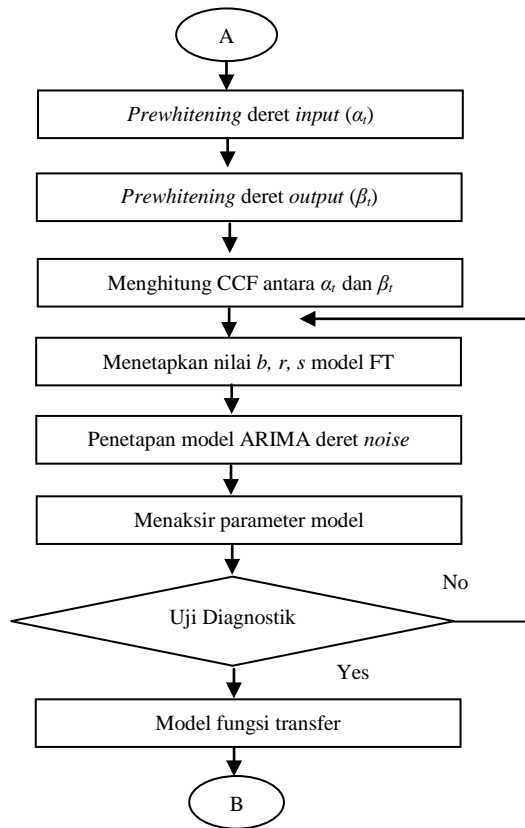 A
Prewhitening deret input (αt)
Prewhitening deret output (βt)
Menghitung CCF antara αt dan βt
Menetapkan nilai b, r, s model FT
Penetapan model ARIMA deret noise
Menaksir parameter model
No
Uji Diagnostik
Yes
Model fungsi transfer
B